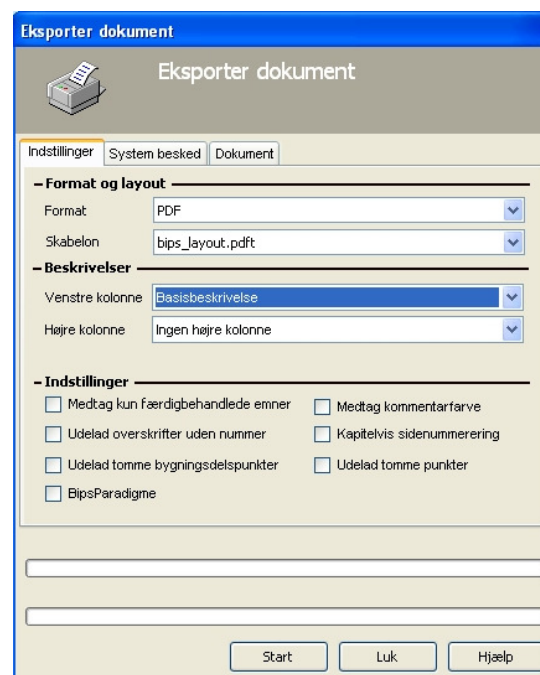 Eksporter dokument
Eksporter dokument
Indstillinger System besked Dokument
Format og layout
Format PDF
Skabelon bips_layout.pdft
Beskrivelser
Venstre kolonne Basisbeskrivelse
Højre kolonne Ingen højre kolonne
Indstillinger
Medtag kun færdigbehandlede emner Medtag kommentarfarve
Udelad overskrifter uden nummer Kapitelvis sidenummerering
Udelad tomme bygningsdelspunkter Udelad tomme punkter
BipsParadigme
Start Luk Hjælp